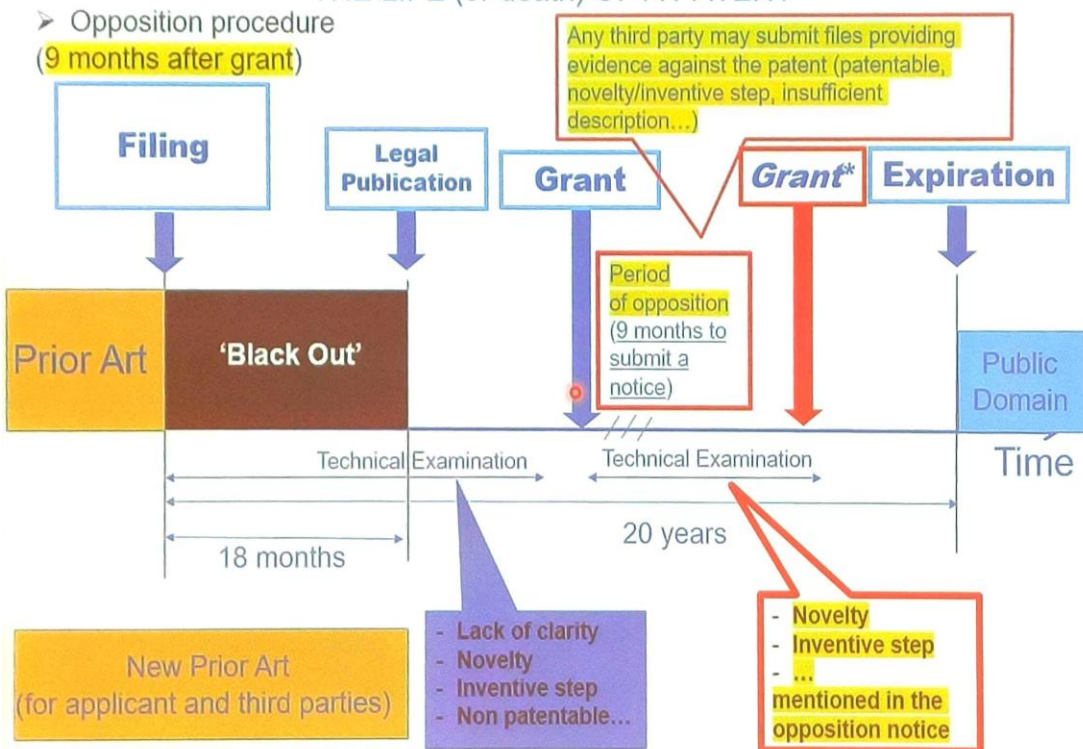 ➤ Opposition procedure
(9 months after grant)
Any third party may submit files providing
evidence against the patent (patentable,
novelty/inventive step, insufficient
description…)
Filing
Legal
Publication
Grant
Grant*
Expiration
Period
of opposition
(9 months to
submit a
notice)
Prior Art
'Black Out'
Public
Domain
Technical Examination
Technical Examination
Time
18 months
20 years
New Prior Art
(for applicant and third parties)
- Lack of clarity
- Novelty
- Inventive step
- Non patentable…
- Novelty
- Inventive step
- …
mentioned in the
opposition notice